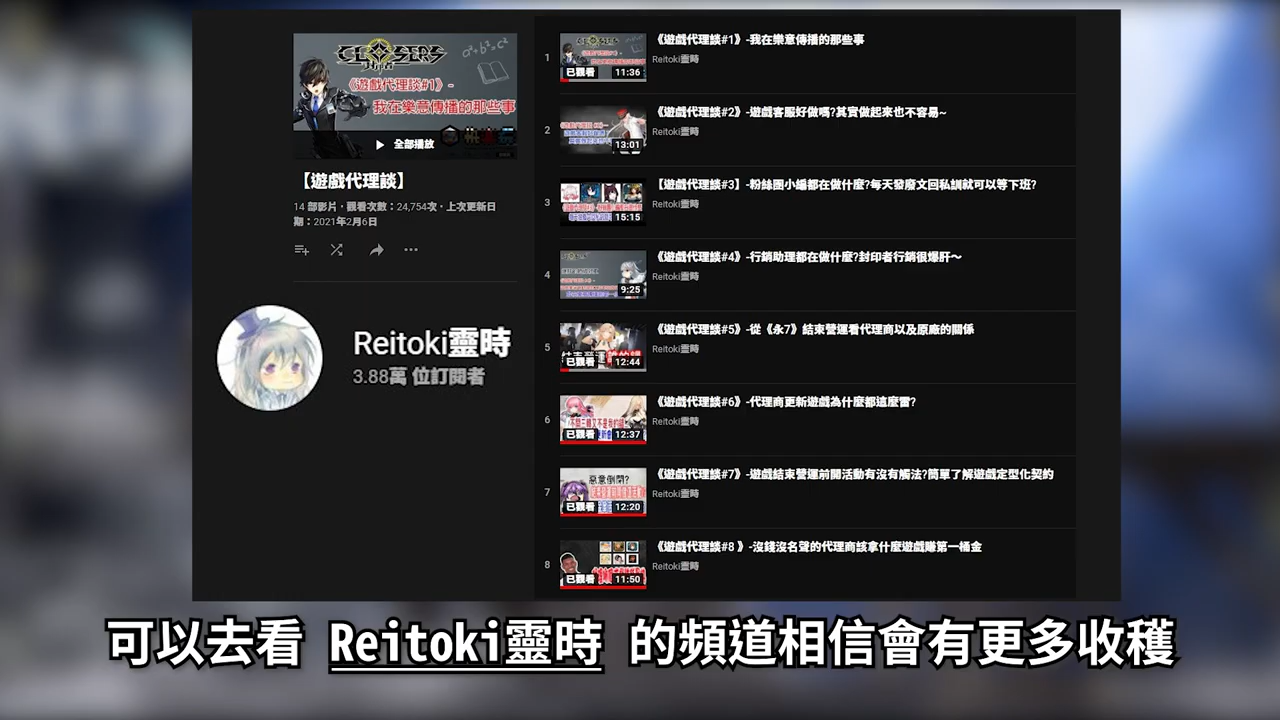 CLOSERS
a²+b²=c²
《遊戲代理談#1》-
我在樂意傳播的那些事
全部播放
【遊戲代理談】
14 部影片・觀看次數：24,754次・上次更新日
期：2021年2月6日
Reitoki靈時
3.88萬 位訂閱者
1
已觀看
11:36
《遊戲代理談#1》-我在樂意傳播的那些事
Reitoki靈時
2
13:01
《遊戲代理談#2》-遊戲客服好做嗎?其實做起來也不容易~
Reitoki靈時
3
15:15
【遊戲代理談#3】-粉絲團小編都在做什麼?每天發廢文回私訓就可以等下班?
Reitoki靈時
4
9:25
《遊戲代理談#4》-行銷助理都在做什麼?封印者行銷很爆肝～
Reitoki靈時
5
已觀看
12:44
《遊戲代理談#5》-從《永7》結束營運看代理商以及原廠的關係
Reitoki靈時
6
已觀看
12:37
《遊戲代理談#6》-代理商更新遊戲為什麼都這麼雷?
Reitoki靈時
7
惡意倒閉?
已觀看
12:20
《遊戲代理談#7》-遊戲結束營運前開活動有沒有觸法?簡單了解遊戲定型化契約
Reitoki靈時
8
已觀看
11:50
《遊戲代理談#8 》-沒錢沒名聲的代理商該拿什麼遊戲賺第一桶金
Reitoki靈時
可以去看 Reitoki靈時 的頻道相信會有更多收穫